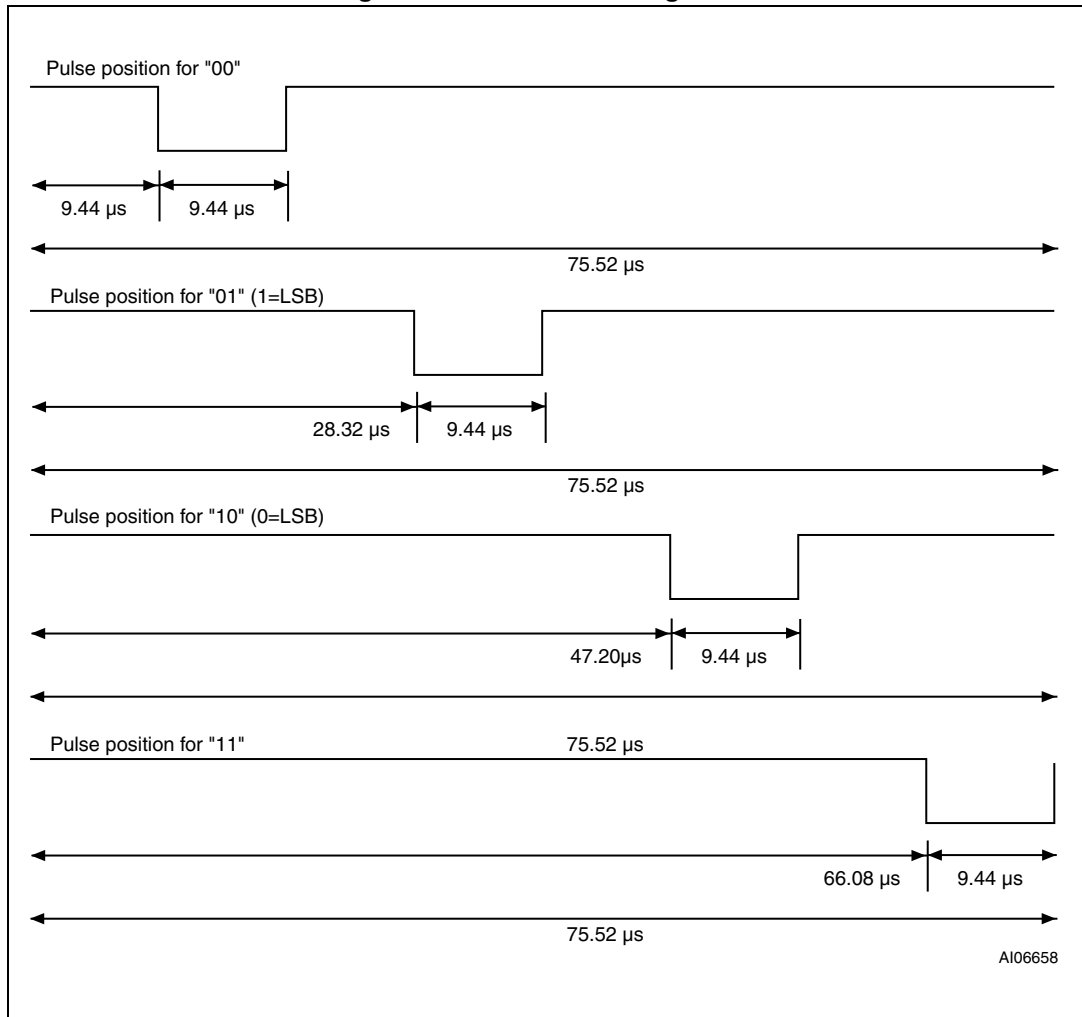 Pulse position for "00"
9.44 µs 9.44 µs
75.52 µs
Pulse position for "01" (1=LSB)
28.32 µs 9.44 µs
75.52 µs
Pulse position for "10" (0=LSB)
47.20µs 9.44 µs
Pulse position for "11" 75.52 µs
66.08 µs 9.44 µs
75.52 µs
AI06658